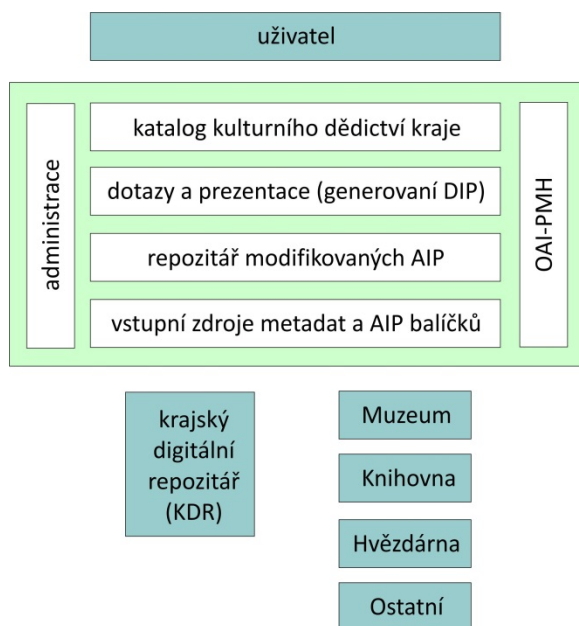 uživatel
administrace
katalog kulturního dědictví kraje
dotazy a prezentace (generovaní DIP)
repozitář modifikovaných AIP
vstupní zdroje metadat a AIP balíčků
OAI-PMH
krajský
digitální
repozitář
(KDR)
Muzeum
Knihovna
Hvězdárna
Ostatní